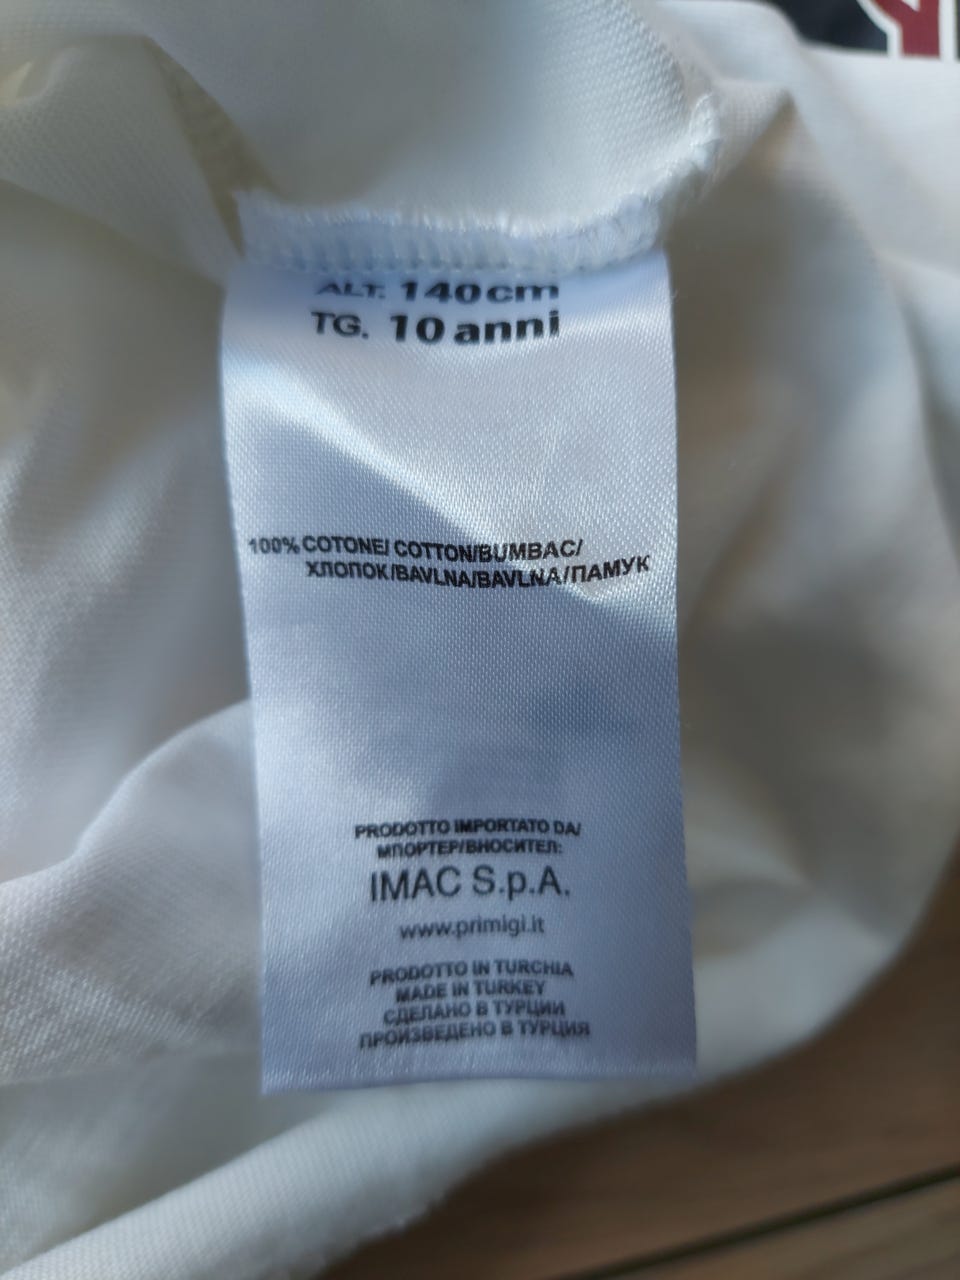 ALT. 140cm
TG. 10 anni
100% COTONE/ COTTON/BUMBAC/
ХЛОПОК/BAVLNA/BAVLNA/ПАМУК
PRODOTTO IMPORTATO DA/
МПОРТЕР/ВНОСИТЕЛ:
IMAC S.p.A.
www.primigi.it
PRODOTTO IN TURCHIA
MADE IN TURKEY
СДЕЛАНО В ТУРЦИИ
ПРОИЗВЕДЕНО В ТУРЦИЯ